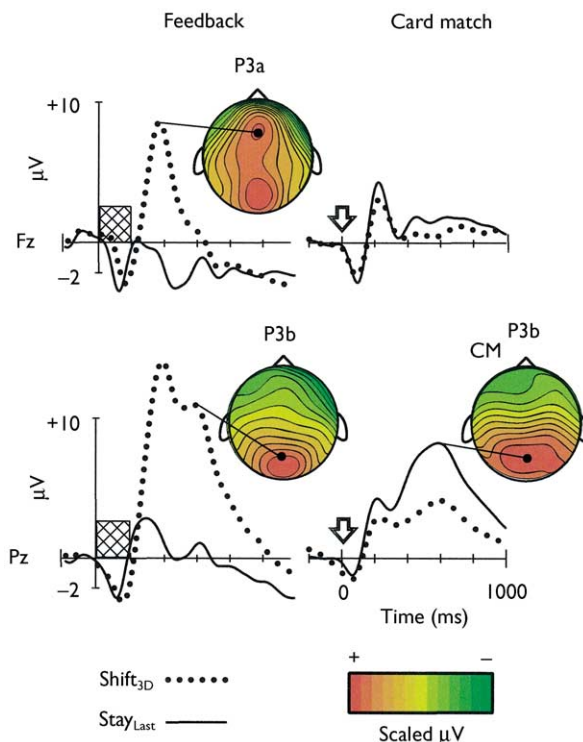 Feedback
Card match
P3a
+10
µV
Fz
−2
P3b
P3b
CM
+10
µV
Pz
−2
0
1000
Time (ms)
Shift3D
StayLast
+
−
Scaled µV